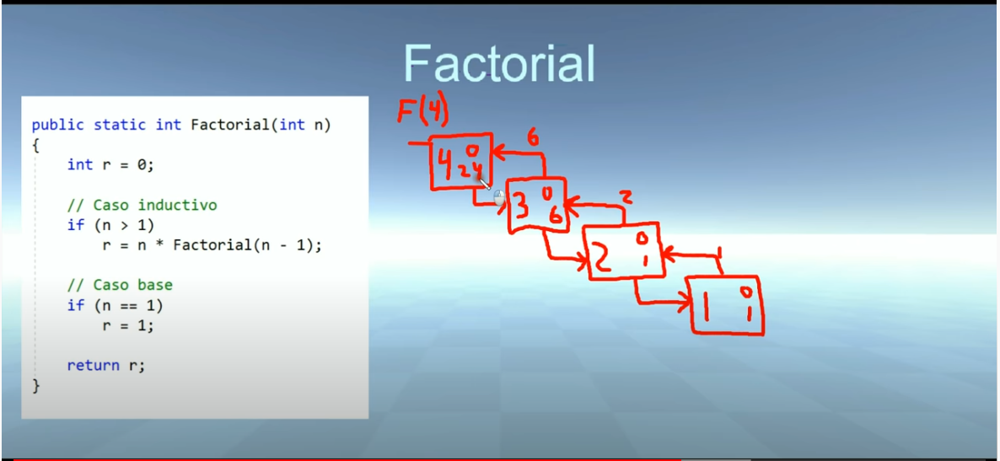 Factorial
public static int Factorial(int n)
{
int r = 0;
// Caso inductivo
if (n > 1)
r = n * Factorial(n - 1);
// Caso base
if (n == 1)
r = 1;
return r;
}
F(4)
6
4 0
24
2
3 0
6
1
2 0
1
1 0
1